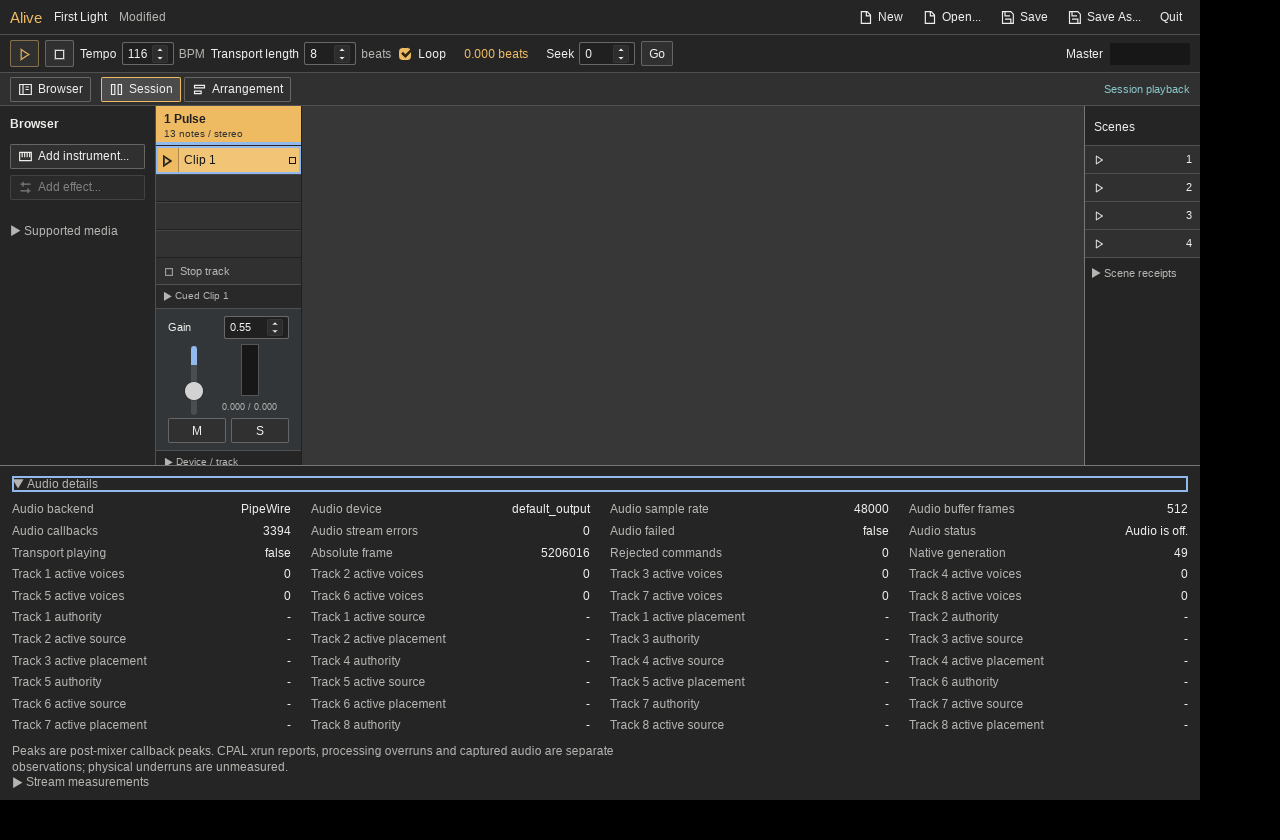 Alive First Light Modified New Open... Save Save As... Quit
Tempo 116 BPM Transport length 8 beats Loop 0.000 beats Seek 0 Go Master
Browser Session Arrangement Session playback
Browser
Add instrument...
Add effect...
Supported media
1 Pulse
13 notes / stereo
Clip 1
Stop track
Cued Clip 1
Gain 0.55
0.000 / 0.000
M S
Device / track
Scenes
1
2
3
4
Scene receipts
Audio details
Audio backend PipeWire Audio device default_output Audio sample rate 48000 Audio buffer frames 512
Audio callbacks 3394 Audio stream errors 0 Audio failed false Audio status Audio is off.
Transport playing false Absolute frame 5206016 Rejected commands 0 Native generation 49
Track 1 active voices 0 Track 2 active voices 0 Track 3 active voices 0 Track 4 active voices 0
Track 5 active voices 0 Track 6 active voices 0 Track 7 active voices 0 Track 8 active voices 0
Track 1 authority - Track 1 active source - Track 1 active placement - Track 2 authority -
Track 2 active source - Track 2 active placement - Track 3 authority - Track 3 active source -
Track 3 active placement - Track 4 authority - Track 4 active source - Track 4 active placement -
Track 5 authority - Track 5 active source - Track 5 active placement - Track 6 authority -
Track 6 active source - Track 6 active placement - Track 7 authority - Track 7 active source -
Track 7 active placement - Track 8 authority - Track 8 active source - Track 8 active placement -
Peaks are post-mixer callback peaks. CPAL xrun reports, processing overruns and captured audio are separate
observations; physical underruns are unmeasured.
Stream measurements